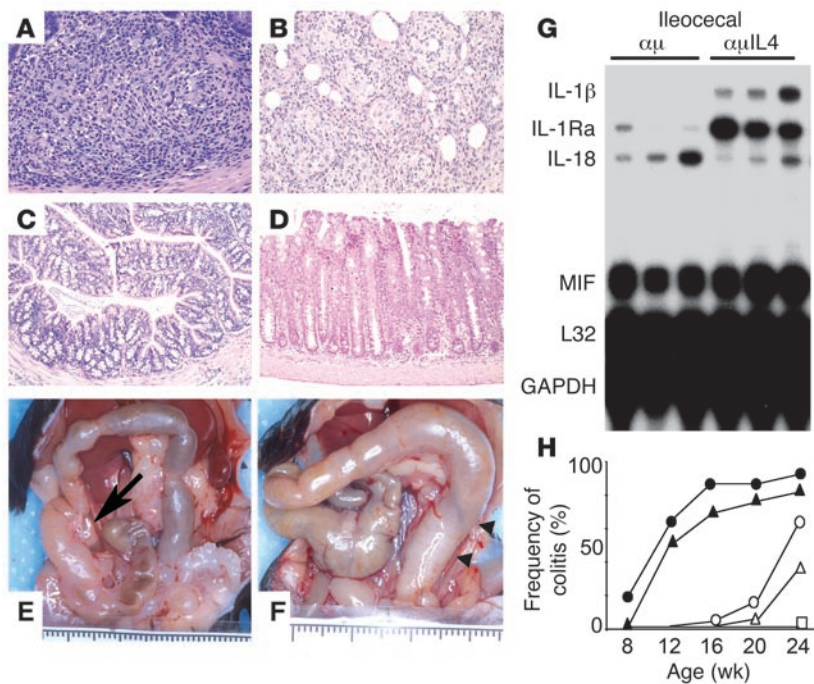 A
B
C
D
E
F
G
Ileocecal
αμ αμIL4
IL-1β
IL-1Ra
IL-18
MIF
L32
GAPDH
H
Frequency of
colitis (%)
100
50
0
8 12 16 20 24
Age (wk)